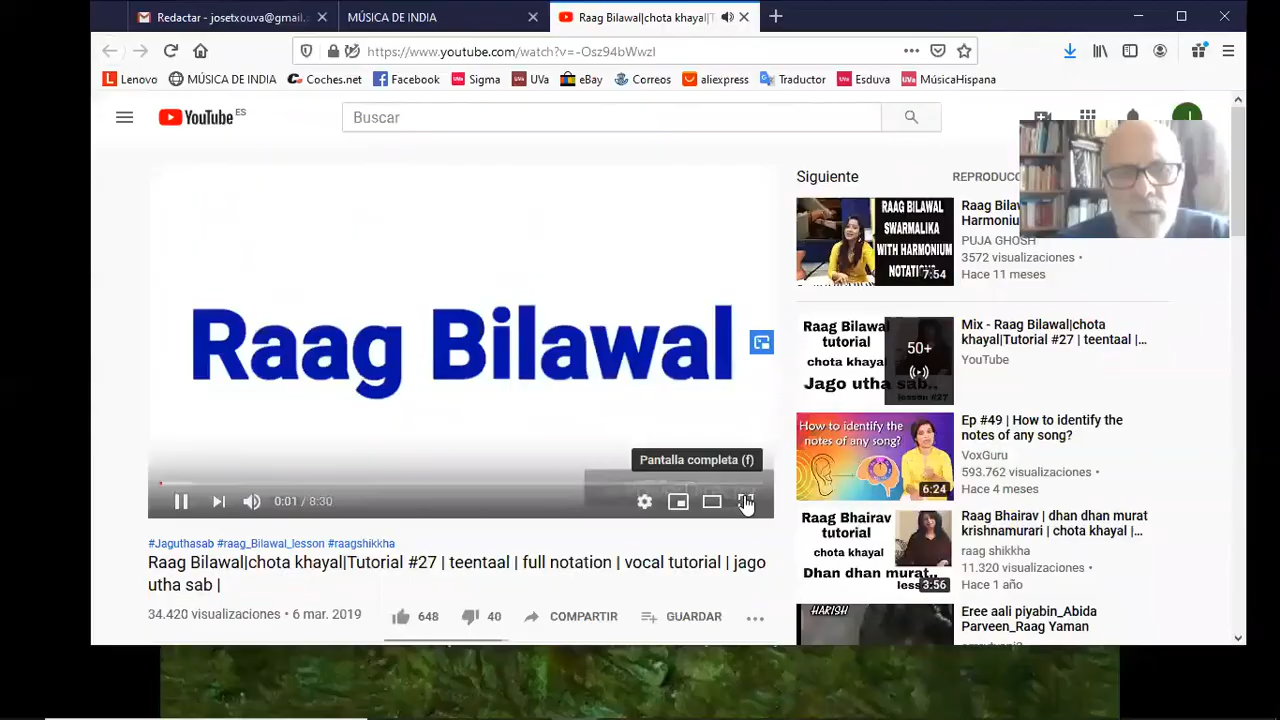 Redactar - josetxouva@gmail.
MÚSICA DE INDIA
Raag Bilawal|chota khayal|T
https://www.youtube.com/watch?v=-Osz94bWwzI
Lenovo
MÚSICA DE INDIA
Coches.net
Facebook
Sigma
UVa
eBay
Correos
aliexpress
Traductor
Esduva
MúsicaHispana
YouTube ES
Buscar
Siguiente
Raag Bilawal
Pantalla completa (f)
0:01 / 8:30
#Jaguthasab #raag_Bilawal_lesson #raagshikkha
Raag Bilawal|chota khayal|Tutorial #27 | teentaal | full notation | vocal tutorial | jago
utha sab |
34.420 visualizaciones • 6 mar. 2019
648
40
COMPARTIR
GUARDAR
RAAG BILAWAL
SWARMALIKA
WITH HARMONIUM
7:54
PUJA GHOSH
3572 visualizaciones •
Hace 11 meses
Raag Bilawal
tutorial
chota khayal
Jago utha sab..
lesson #27
50+
Mix - Raag Bilawal|chota
khayal|Tutorial #27 | teentaal |...
YouTube
How to identify the
notes of any song?
6:24
Ep #49 | How to identify the
notes of any song?
VoxGuru
593.762 visualizaciones •
Hace 4 meses
Raag Bhairav
tutorial
chota khayal
Dhan dhan murat..
3:56
Raag Bhairav | dhan dhan murat
krishnamurari | chota khayal |...
raag shikkha
11.320 visualizaciones •
Hace 1 año
HARISH
Eree aali piyabin_Abida
Parveen_Raag Yaman